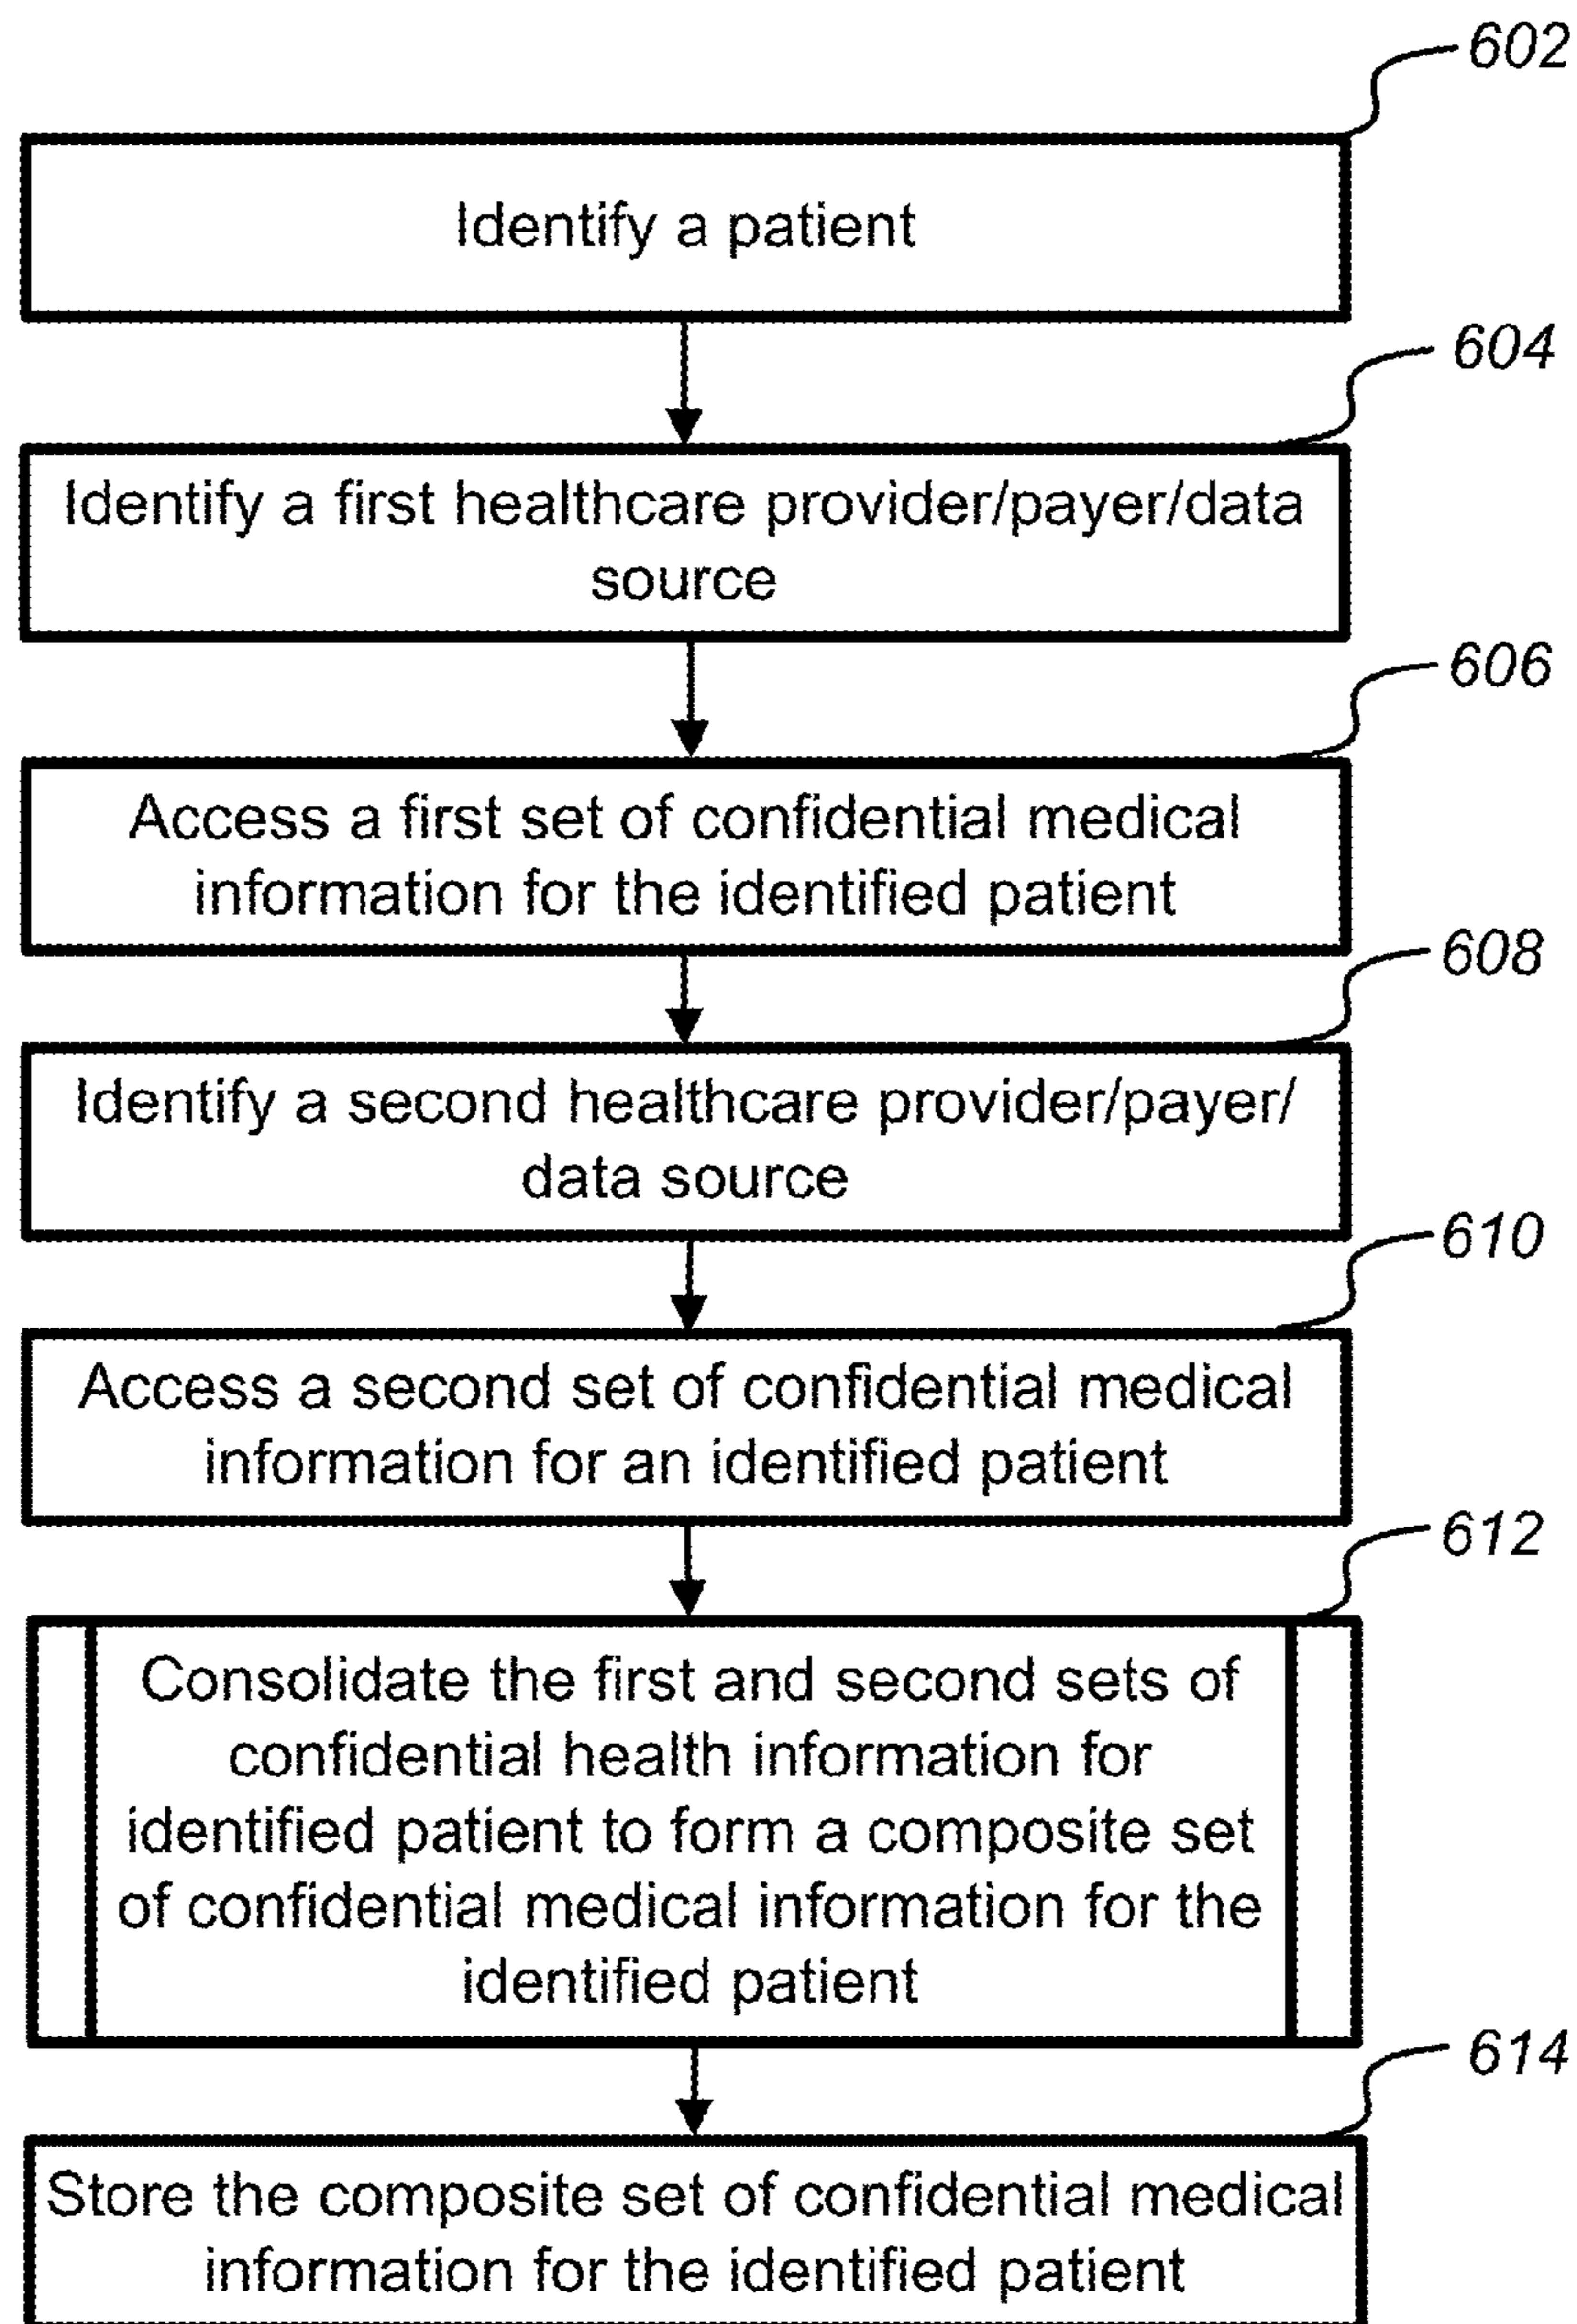 602
Identify a patient
604
Identify a first healthcare provider/payer/data
source
606
Access a first set of confidential medical
information for the identified patient
608
Identify a second healthcare provider/payer/
data source
610
Access a second set of confidential medical
information for an identified patient
612
Consolidate the first and second sets of
confidential health information for
identified patient to form a composite set
of confidential medical information for the
identified patient
614
Store the composite set of confidential medical
information for the identified patient